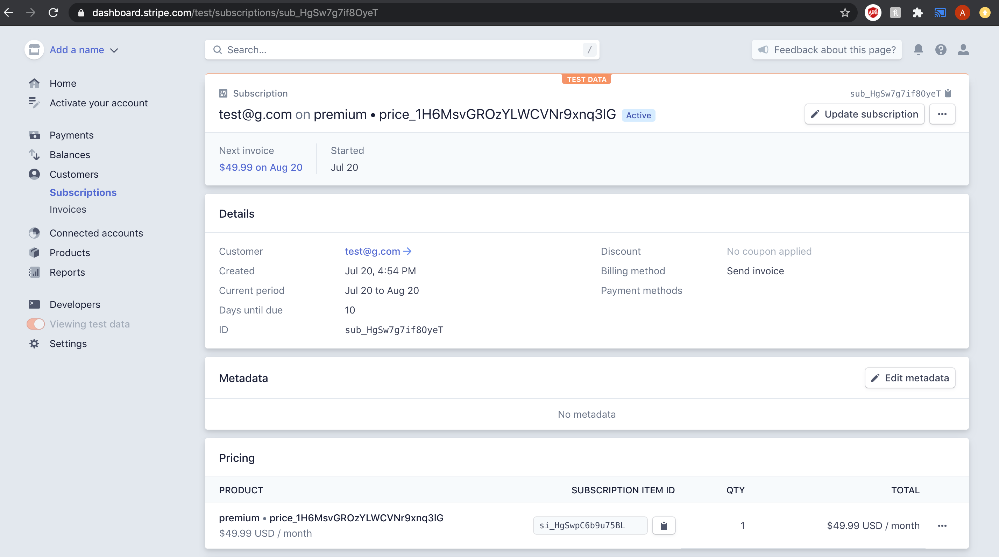 dashboard.stripe.com/test/subscriptions/sub_HgSw7g7if8OyeT
ABB
h
A
Add a name
Search...
/
Feedback about this page?
Home
Activate your account
Payments
Balances
Customers
Subscriptions
Invoices
Connected accounts
Products
Reports
Developers
Viewing test data
Settings
TEST DATA
Subscription
sub_HgSw7g7if8OyeT
test@g.com on premium • price_1H6MsvGROzYLWCVNr9xnq3lG Active
Update subscription
Next invoice
$49.99 on Aug 20
Started
Jul 20
Details
Customer test@g.com →
Created Jul 20, 4:54 PM
Current period Jul 20 to Aug 20
Days until due 10
ID sub_HgSw7g7if8OyeT
Discount No coupon applied
Billing method Send invoice
Payment methods
Metadata
Edit metadata
No metadata
Pricing
PRODUCT SUBSCRIPTION ITEM ID QTY TOTAL
premium • price_1H6MsvGROzYLWCVNr9xnq3lG
$49.99 USD / month
si_HgSwpC6b9u75BL
1
$49.99 USD / month